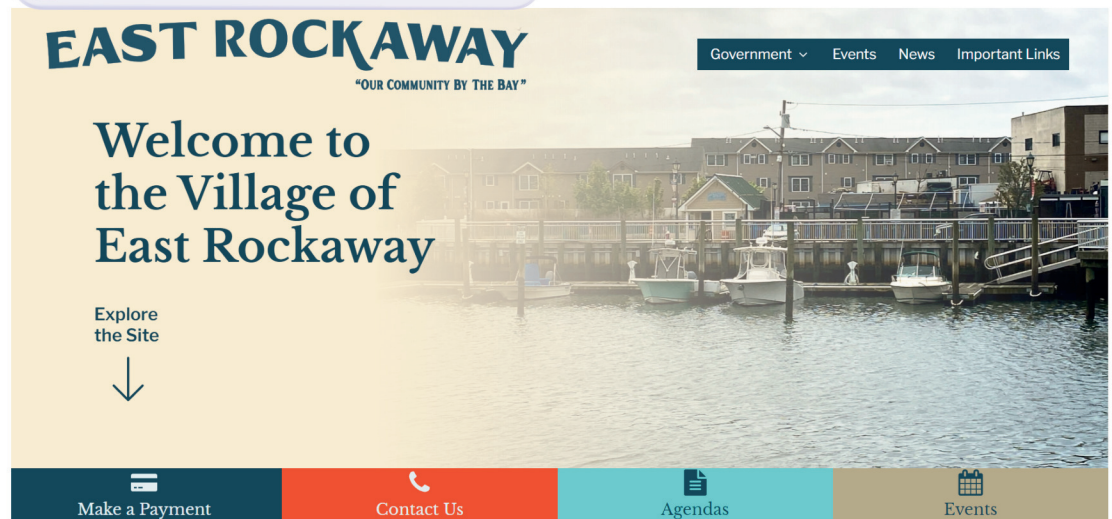 EAST ROCKAWAY
"OUR COMMUNITY BY THE BAY"
Government Events News Important Links
Welcome to
the Village of
East Rockaway
Explore
the Site
Make a Payment
Contact Us
Agendas
Events